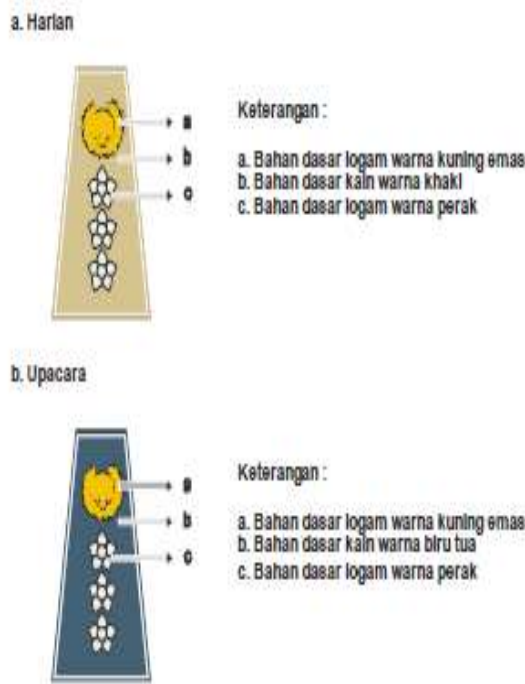 a. Harian
a
b
c
Keterangan :
a. Bahan dasar logam warna kuning emas
b. Bahan dasar kain warna khaki
c. Bahan dasar logam warna perak
b. Upacara
a
b
c
Keterangan :
a. Bahan dasar logam warna kuning emas
b. Bahan dasar kain warna biru tua
c. Bahan dasar logam warna perak